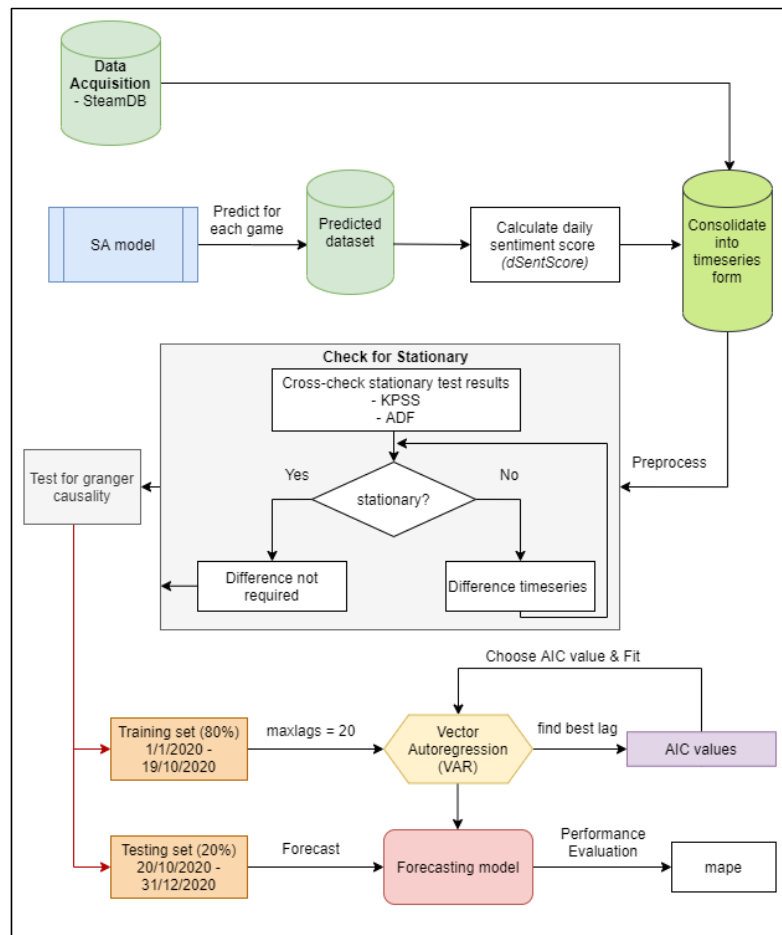 Data
Acquisition
- SteamDB
SA model
Predict for
each game
Predicted
dataset
Calculate daily
sentiment score
(dSentScore)
Consolidate
into
timeseries
form
Preprocess
Check for Stationary
Cross-check stationary test results
- KPSS
- ADF
Yes
No
stationary?
Difference not
required
Difference timeseries
Test for granger
causality
Choose AIC value & Fit
Training set (80%)
1/1/2020 -
19/10/2020
maxlags = 20
Vector
Autoregression
(VAR)
find best lag
AIC values
Testing set (20%)
20/10/2020 -
31/12/2020
Forecast
Forecasting model
Performance
Evaluation
mape